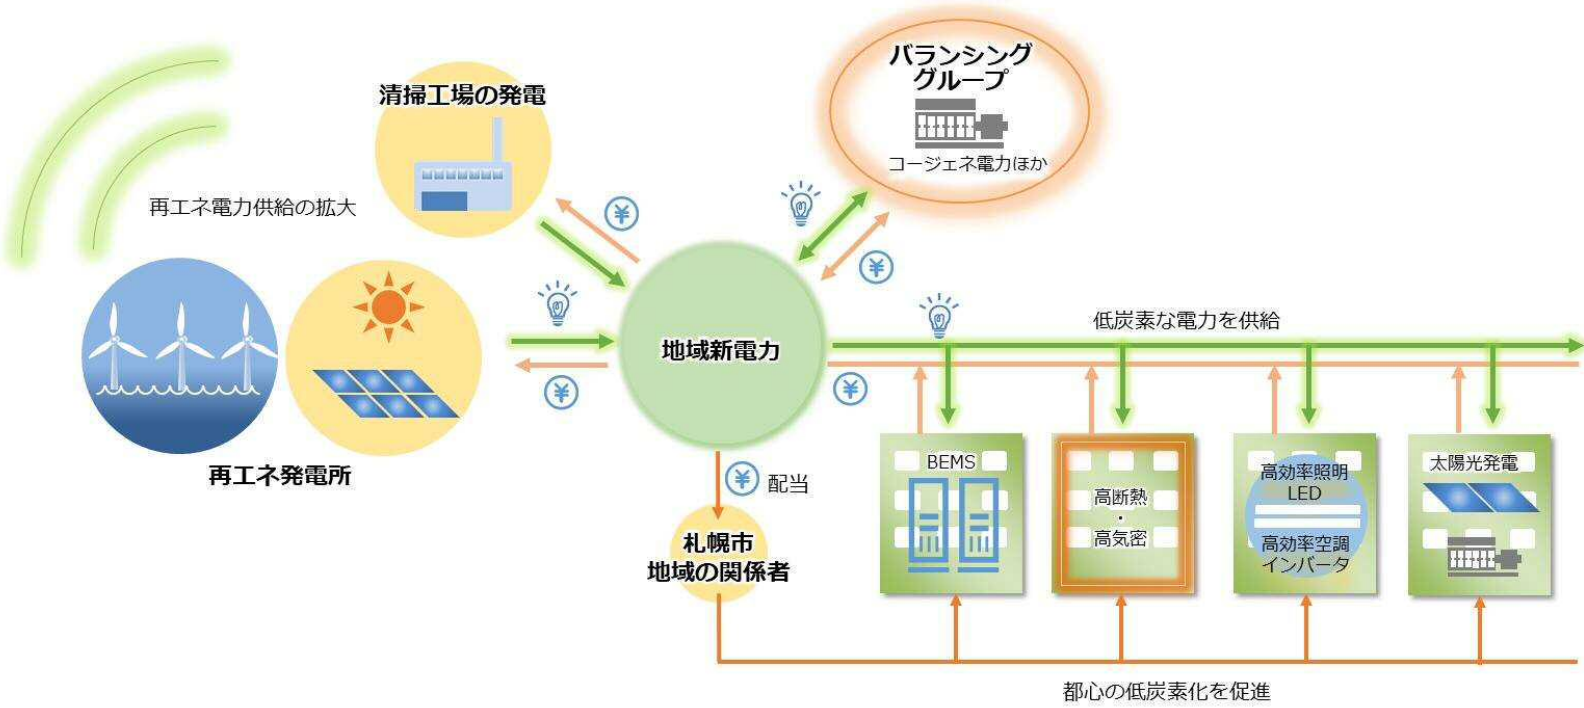 バランシング
グループ
コージェネ電力ほか
清掃工場の発電
再エネ電力供給の拡大
¥
¥
低炭素な電力を供給
地域新電力
¥
¥
再エネ発電所
¥
配当
札幌市
地域の関係者
BEMS
高断熱
・
高気密
高効率照明
LED
高効率空調
インバータ
太陽光発電
都心の低炭素化を促進